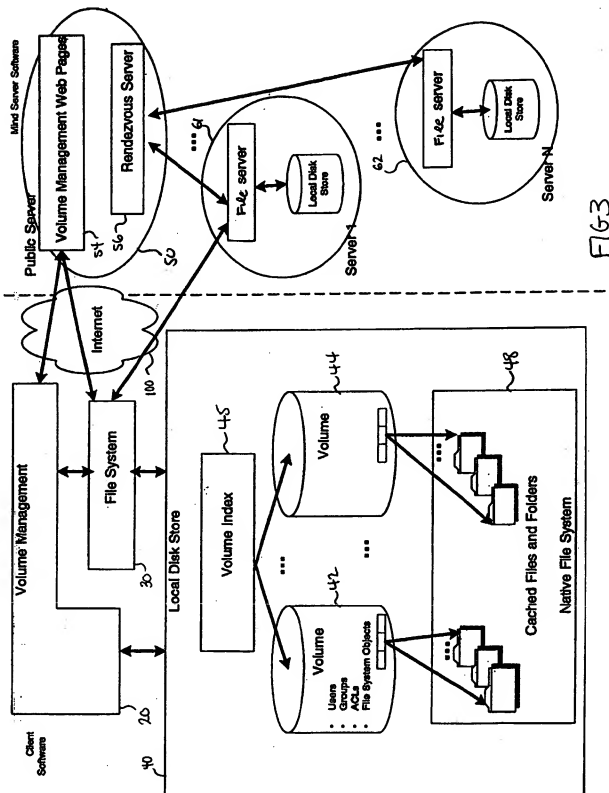 Client
Software
20
Volume Management
30
File System
100
Internet
Mind Server Software
Public Server
Volume Management Web Pages
54
Rendezvous Server
56
50
40
Local Disk Store
Volume Index
45
Volume
42
Users
Groups
ACLs
File System Objects
Volume
44
Cached Files and Folders
Native File System
48
61
File server
Local Disk
Store
Server 1
62
File server
Local Disk
Store
Server N
FIG 3